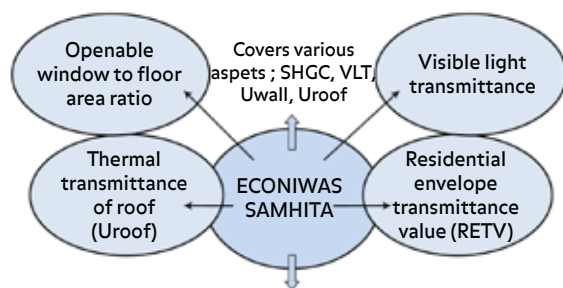 Openable
window to floor
area ratio
Covers various
aspets ; SHGC, VLT,
Uwall, Uroof
Visible light
transmittance
Thermal
transmittance
of roof
(Uroof)
ECONIWAS
SAMHITA
Residential
envelope
transmittance
value (RETV)